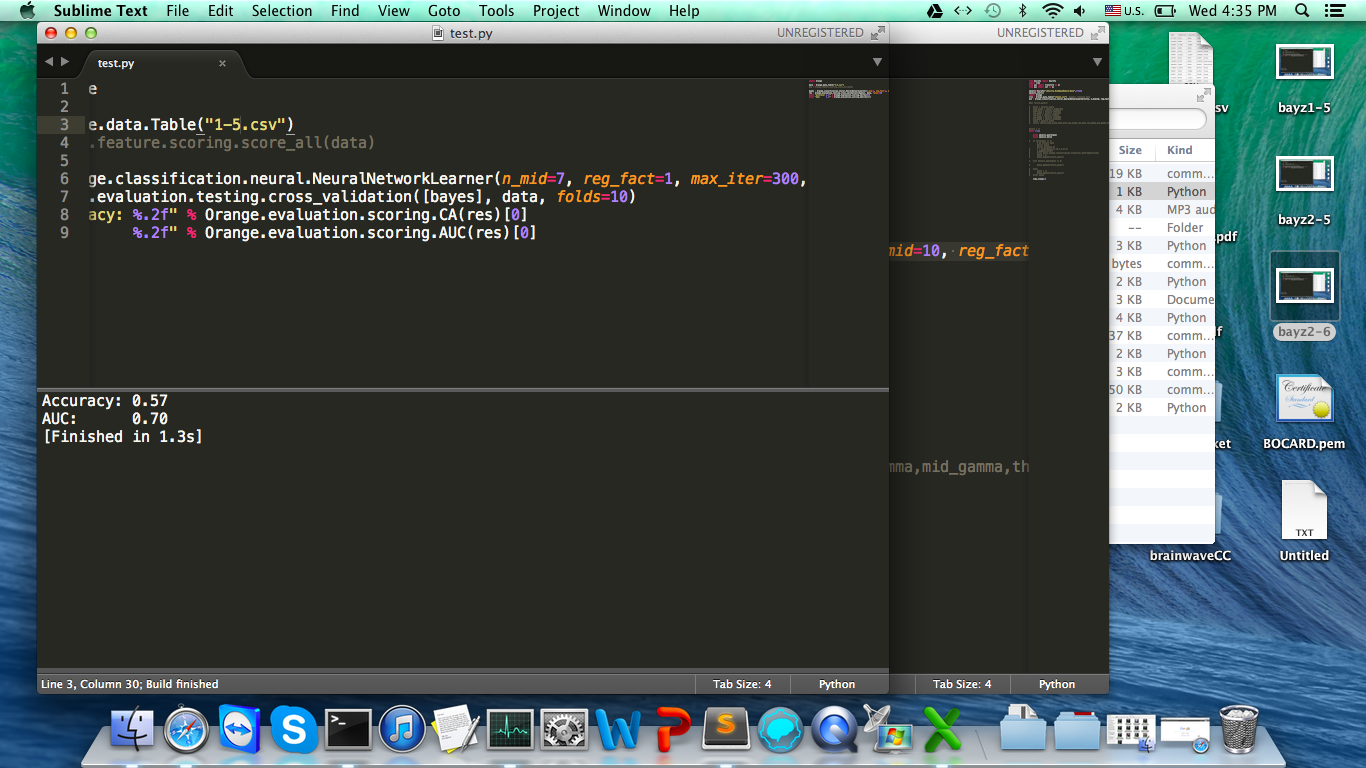 Sublime Text File Edit Selection Find View Goto Tools Project Window Help U.S. Wed 4:35 PM
test.py UNREGISTERED
UNREGISTERED
test.py
1 e
2
3 e.data.Table("1-5.csv")
4 .feature.scoring.score_all(data)
5
6 ge.classification.neural.NeuralNetworkLearner(n_mid=7, reg_fact=1, max_iter=300,
7 .evaluation.testing.cross_validation([bayes], data, folds=10)
8 acy: %.2f" % Orange.evaluation.scoring.CA(res)[0]
9 %.2f" % Orange.evaluation.scoring.AUC(res)[0]
mid=10, reg_fact
mma,mid_gamma,th
Accuracy: 0.57
AUC: 0.70
[Finished in 1.3s]
Line 3, Column 30; Build finished Tab Size: 4 Python
Tab Size: 4 Python
Size Kind
19 KB comm...
1 KB Python
4 KB MP3 aud
-- Folder
3 KB Python
bytes comm...
2 KB Python
3 KB Docume
4 KB Python
37 KB comm...
2 KB Python
3 KB comm...
50 KB comm...
2 KB Python
sv
.pdf
lf
ket
brainwaveCC
bayz1-5
bayz2-5
bayz2-6
Certificate
Standard
BOCARD.pem
TXT
Untitled